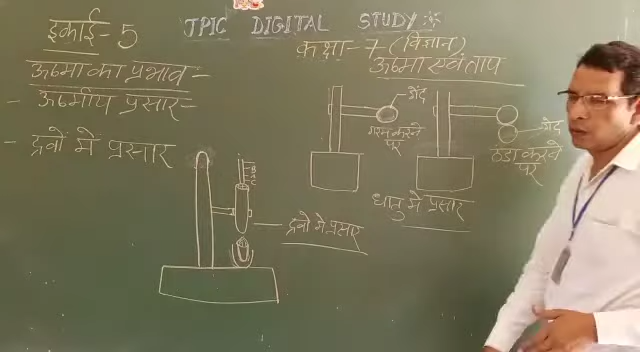 JPIC DIGITAL STUDY
इकाई- 5
कक्षा- 7 (विज्ञान)
ऊष्मा का प्रभाव-
ऊष्मा एवं ताप
- ऊष्मीय प्रसार-
- द्रवों मे प्रसार
गेंद
गरम करने
पर
गेंद
ठंडा करने
पर
धातु मे प्रसार
A
C
द्रवों मे प्रसार